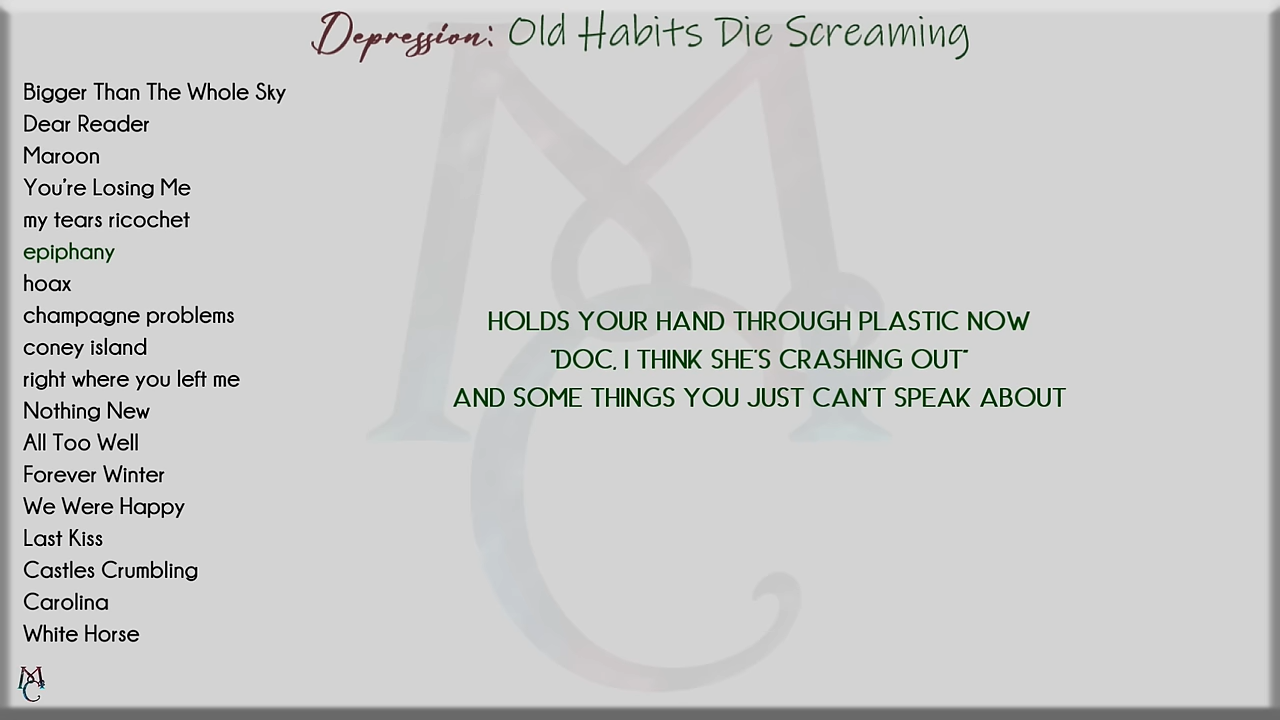 Depression: Old Habits Die Screaming
Bigger Than The Whole Sky
Dear Reader
Maroon
You're Losing Me
my tears ricochet
epiphany
hoax
champagne problems
coney island
right where you left me
Nothing New
All Too Well
Forever Winter
We Were Happy
Last Kiss
Castles Crumbling
Carolina
White Horse
HOLDS YOUR HAND THROUGH PLASTIC NOW
"DOC, I THINK SHE'S CRASHING OUT"
AND SOME THINGS YOU JUST CAN'T SPEAK ABOUT